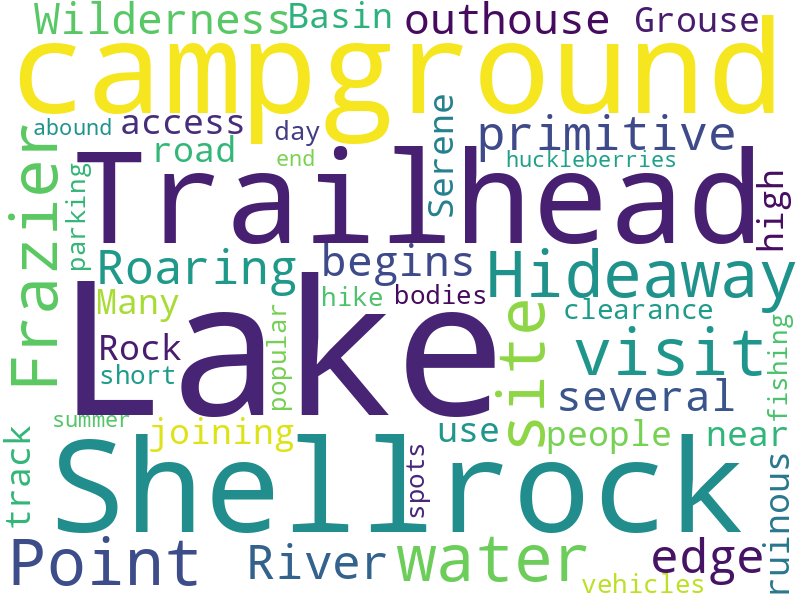 Wilderness Basin outhouse Grouse
campground
abound access day Serene primitive
road end huckleberries
Frazier parking Trailhead high
Roaring begins Hideaway
Many hike bodies clearance
Lake
Rock popular site visit fishing
short several
summer joining use people near
track Shellrock spots ruinous
Point River water edge
vehicles